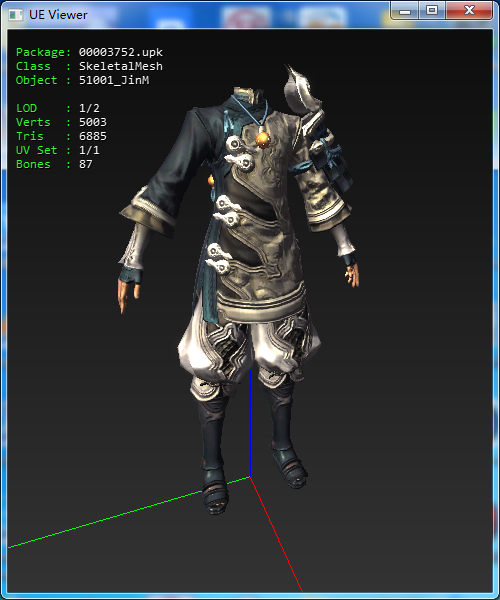 UE Viewer
Package: 00003752.upk
Class : SkeletalMesh
Object : 51001_JinM
LOD : 1/2
Verts : 5003
Tris : 6885
UV Set : 1/1
Bones : 87